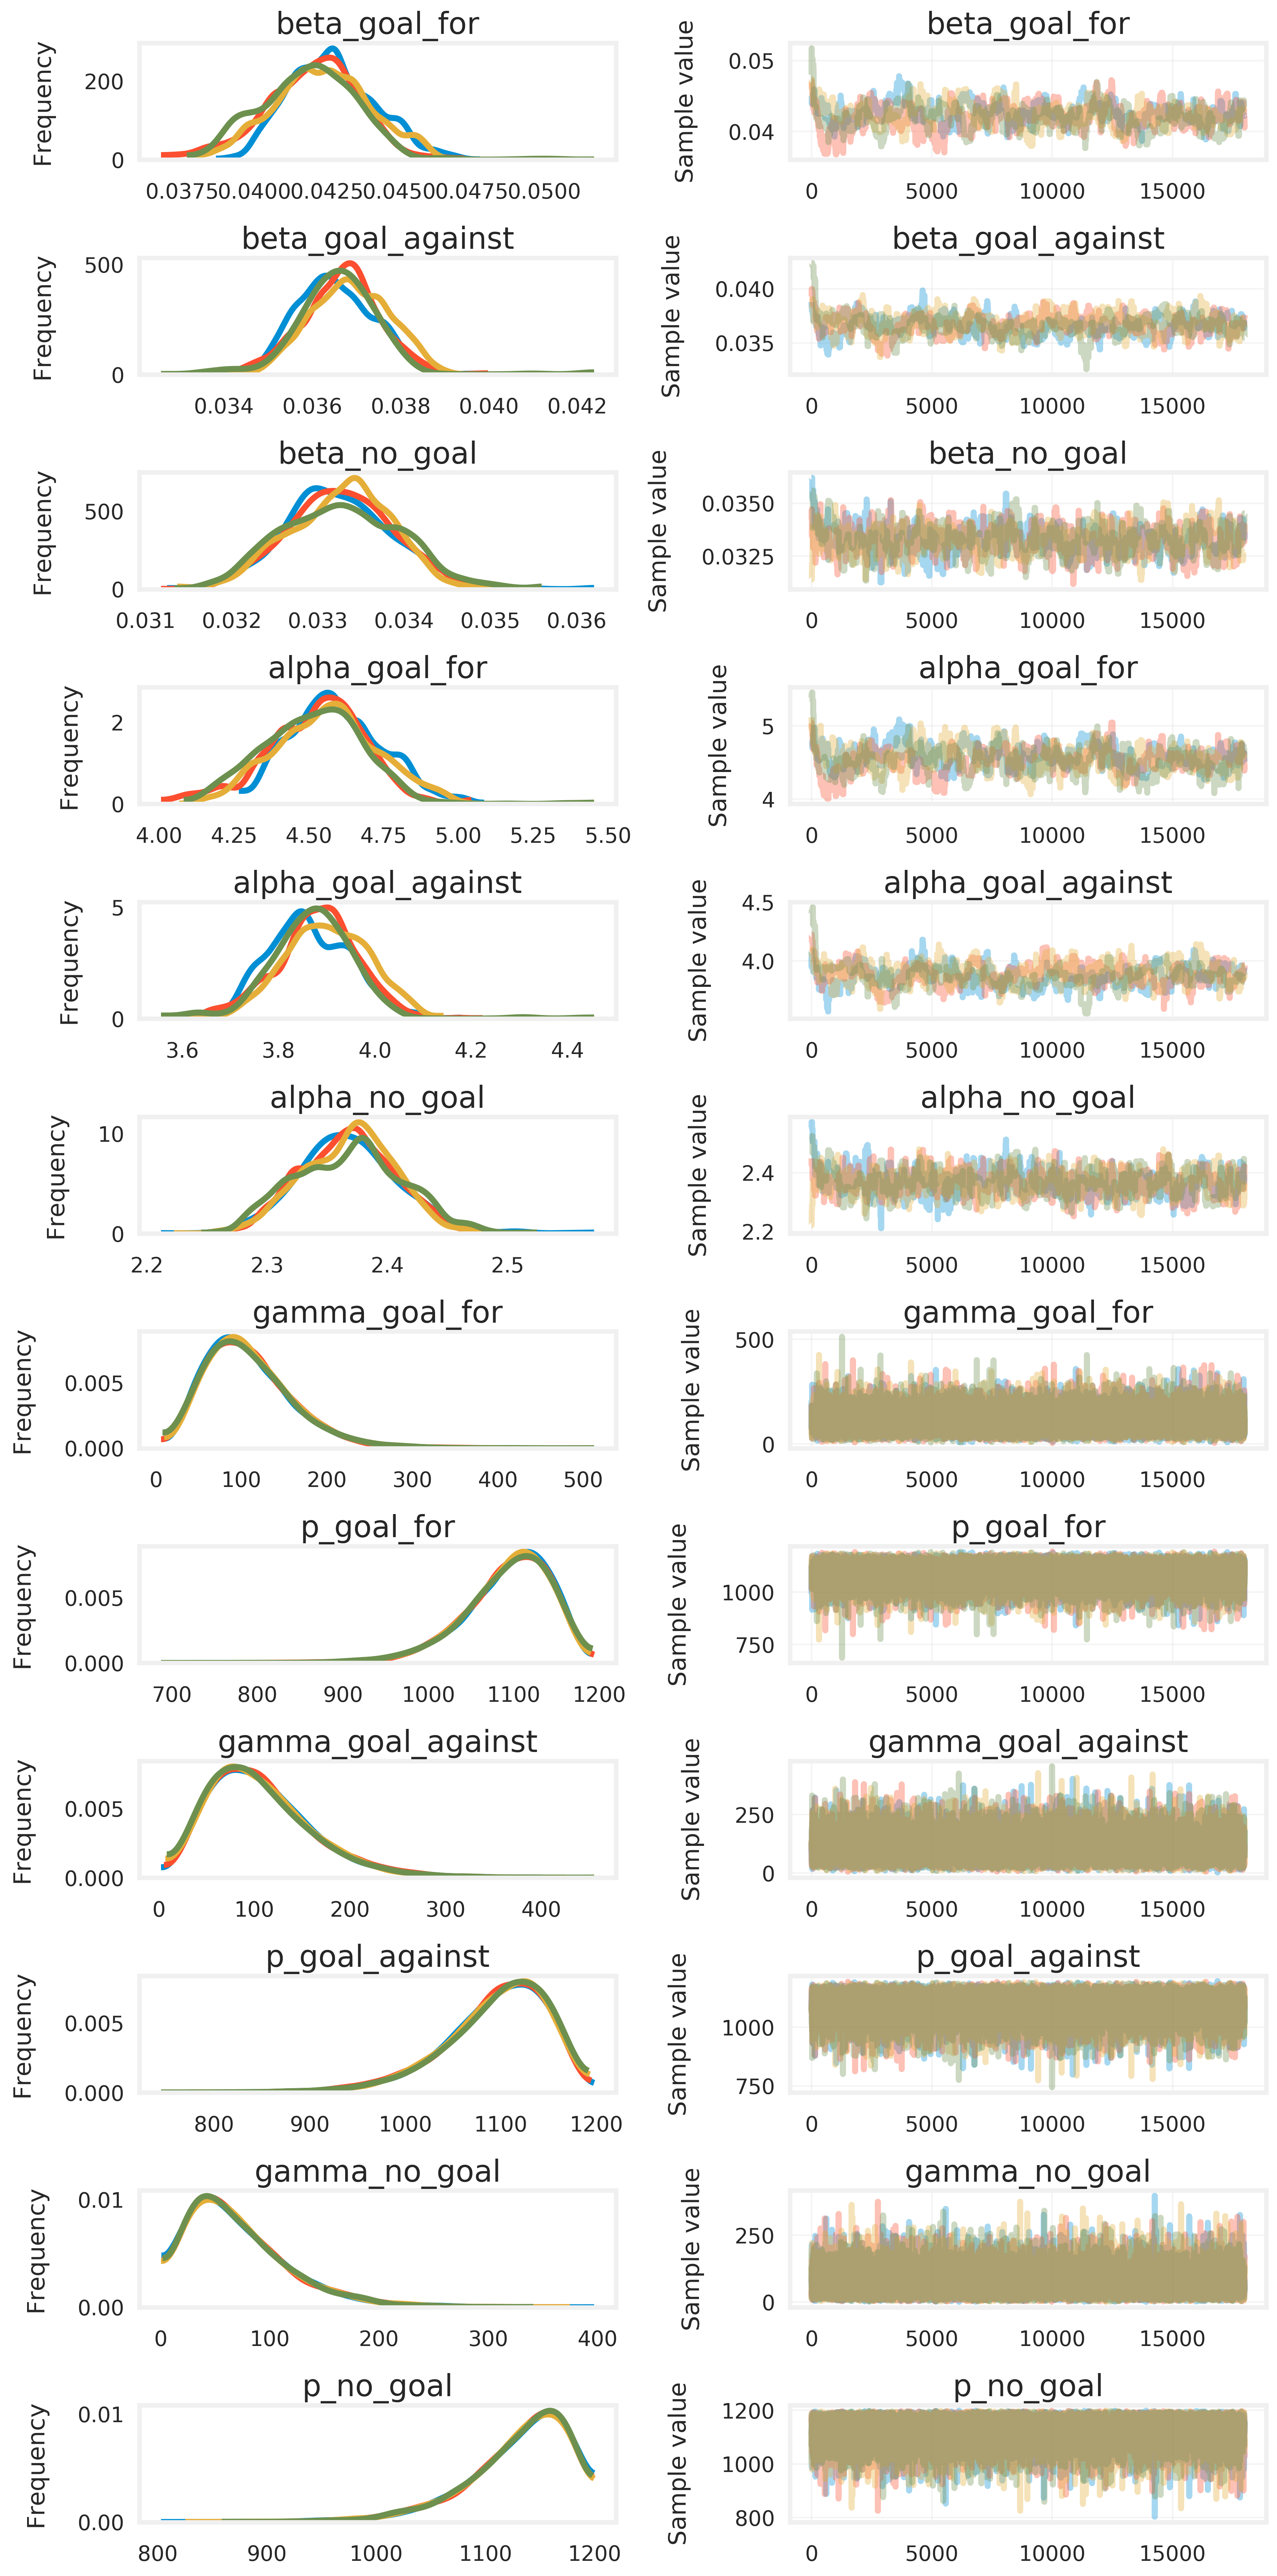 beta_goal_for beta_goal_for
Frequency Sample value
200 0.05
0 0.04
0.0375 0.0400 0.0425 0.0450 0.0475 0.0500 0 5000 10000 15000
beta_goal_against beta_goal_against
Frequency Sample value
500 0.040
0 0.035
0.034 0.036 0.038 0.040 0.042 0 5000 10000 15000
beta_no_goal beta_no_goal
Frequency Sample value
500 0.0350
0 0.0325
0.031 0.032 0.033 0.034 0.035 0.036 0 5000 10000 15000
alpha_goal_for alpha_goal_for
Frequency Sample value
2 5
0 4
4.00 4.25 4.50 4.75 5.00 5.25 5.50 0 5000 10000 15000
alpha_goal_against alpha_goal_against
Frequency Sample value
5 4.5
0 4.0
3.6 3.8 4.0 4.2 4.4 0 5000 10000 15000
alpha_no_goal alpha_no_goal
Frequency Sample value
10 2.4
0 2.2
2.2 2.3 2.4 2.5 0 5000 10000 15000
gamma_goal_for gamma_goal_for
Frequency Sample value
0.005 500
0.000 0
0 100 200 300 400 500 0 5000 10000 15000
p_goal_for p_goal_for
Frequency Sample value
0.005 1000
0.000 750
700 800 900 1000 1100 1200 0 5000 10000 15000
gamma_goal_against gamma_goal_against
Frequency Sample value
0.005 250
0.000 0
0 100 200 300 400 0 5000 10000 15000
p_goal_against p_goal_against
Frequency Sample value
0.005 1000
0.000 750
800 900 1000 1100 1200 0 5000 10000 15000
gamma_no_goal gamma_no_goal
Frequency Sample value
0.01 250
0.00 0
0 100 200 300 400 0 5000 10000 15000
p_no_goal p_no_goal
Frequency Sample value
0.01 1200
1000
0.00 800
800 900 1000 1100 1200 0 5000 10000 15000